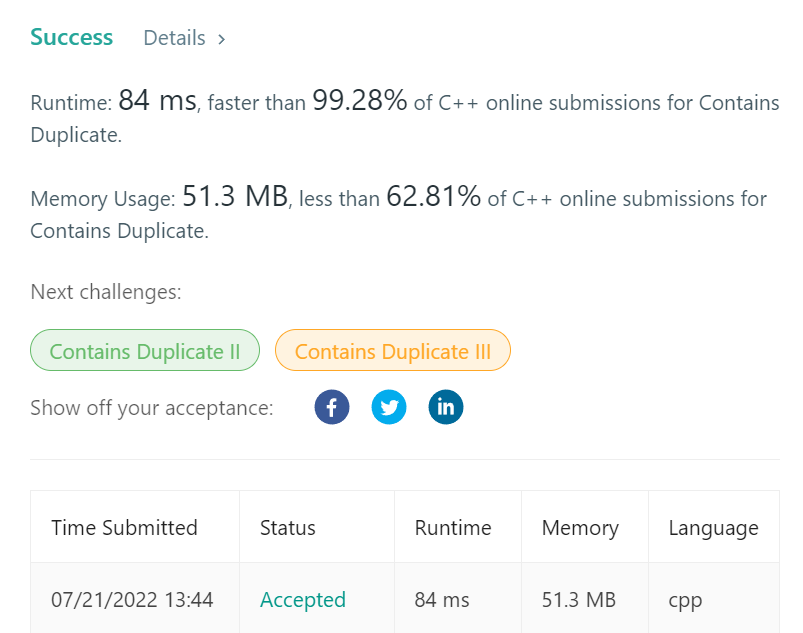 Success Details >
Runtime: 84 ms, faster than 99.28% of C++ online submissions for Contains
Duplicate.
Memory Usage: 51.3 MB, less than 62.81% of C++ online submissions for
Contains Duplicate.
Next challenges:
Contains Duplicate II Contains Duplicate III
Show off your acceptance: f in
Time Submitted Status Runtime Memory Language
07/21/2022 13:44 Accepted 84 ms 51.3 MB cpp